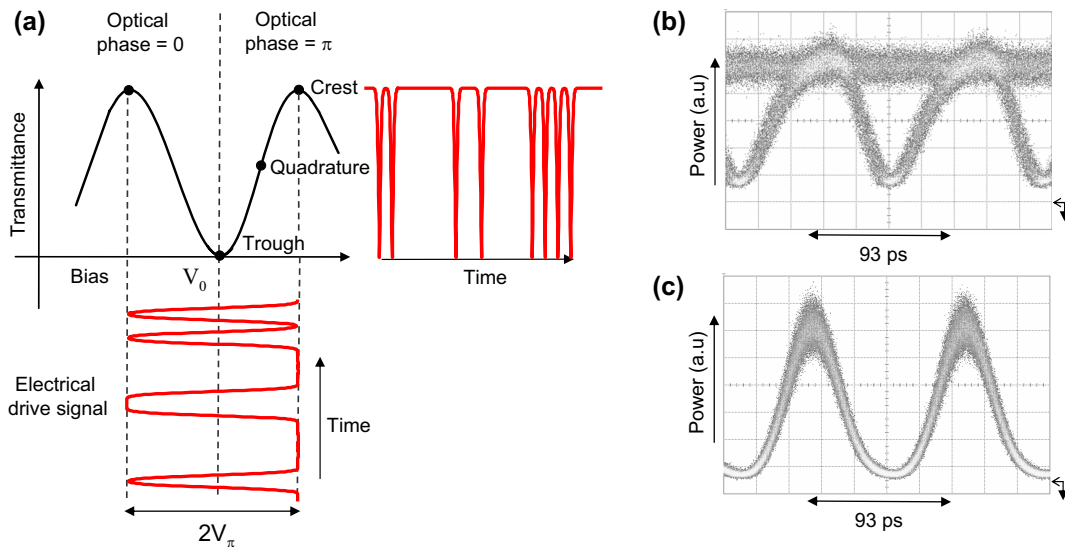 (a)
Optical
phase = 0
Optical
phase = π
Crest
Quadrature
Trough
Transmittance
Bias
V₀
Time
Electrical
drive signal
Time
2Vπ
(b)
Power (a.u)
93 ps
(c)
Power (a.u)
93 ps